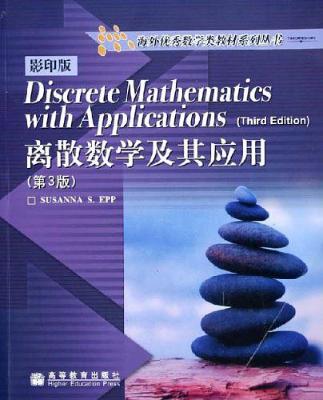 海外优秀数学类教材系列丛书
影印版
Discrete Mathematics
with Applications (Third Edition)
离散数学及其应用
(第3版)
SUSANNA S. EPP
高等教育出版社
Higher Education Press